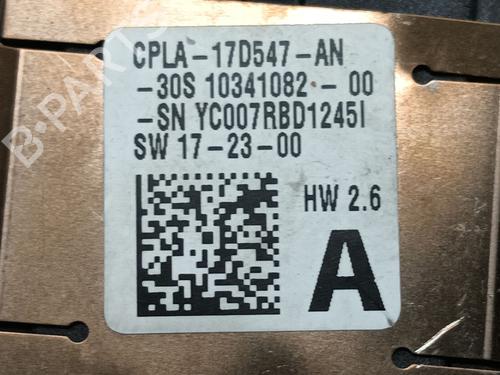 CPLA-17D547-AN
-30S 10341082-00
-SN YC007RBD1245I
SW 17-23-00
HW 2.6
A
B-PARTS